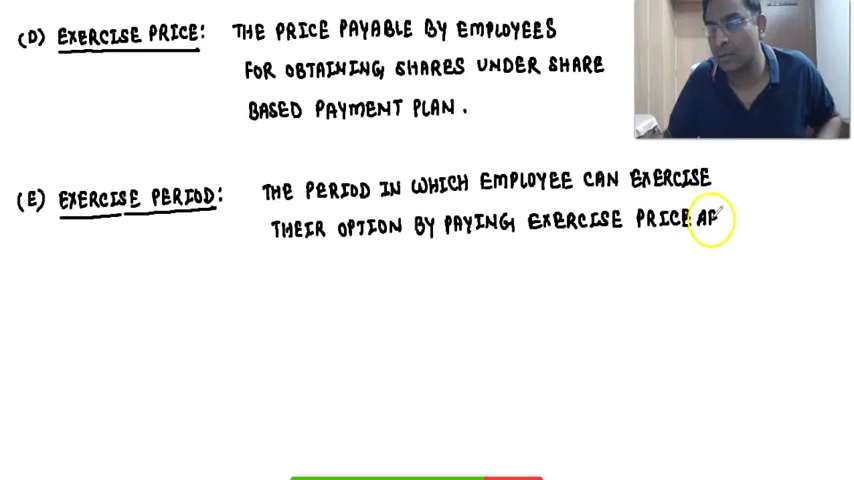 (D) EXERCISE PRICE: THE PRICE PAYABLE BY EMPLOYEES
FOR OBTAINING SHARES UNDER SHARE
BASED PAYMENT PLAN.
(E) EXERCISE PERIOD: THE PERIOD IN WHICH EMPLOYEE CAN EXERCISE
THEIR OPTION BY PAYING EXERCISE PRICE AF